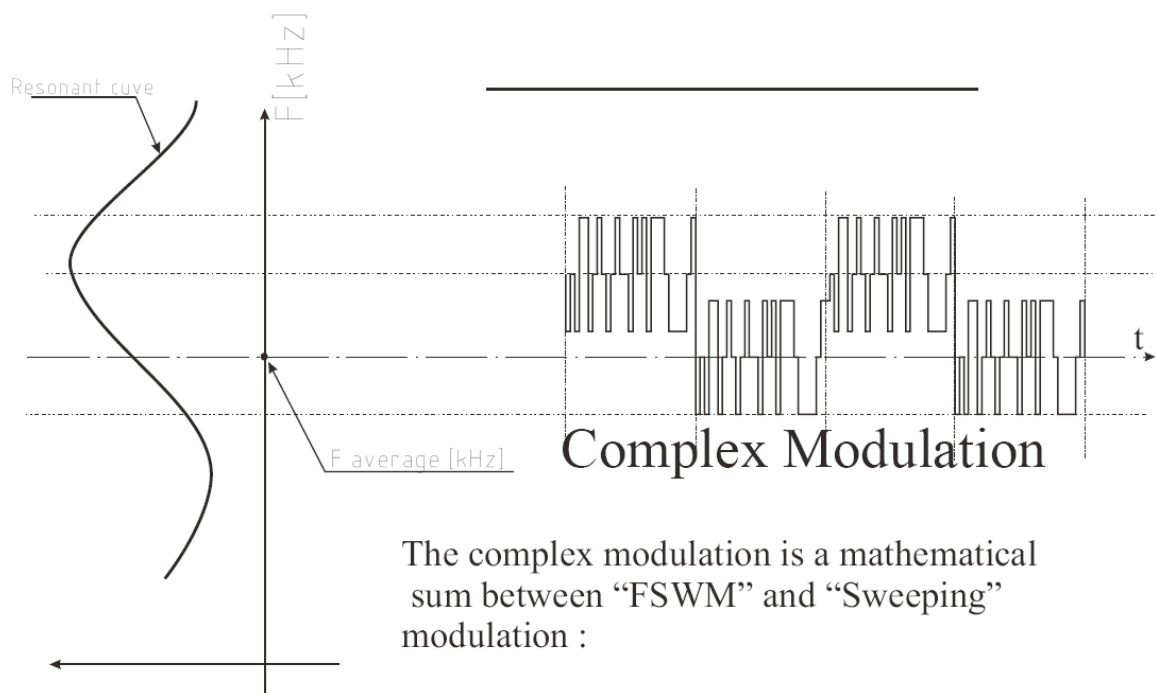 F[kHz]
Resonant cuve
t
F average [kHz]
Complex Modulation
The complex modulation is a mathematical
sum between “FSWM” and “Sweeping”
modulation :